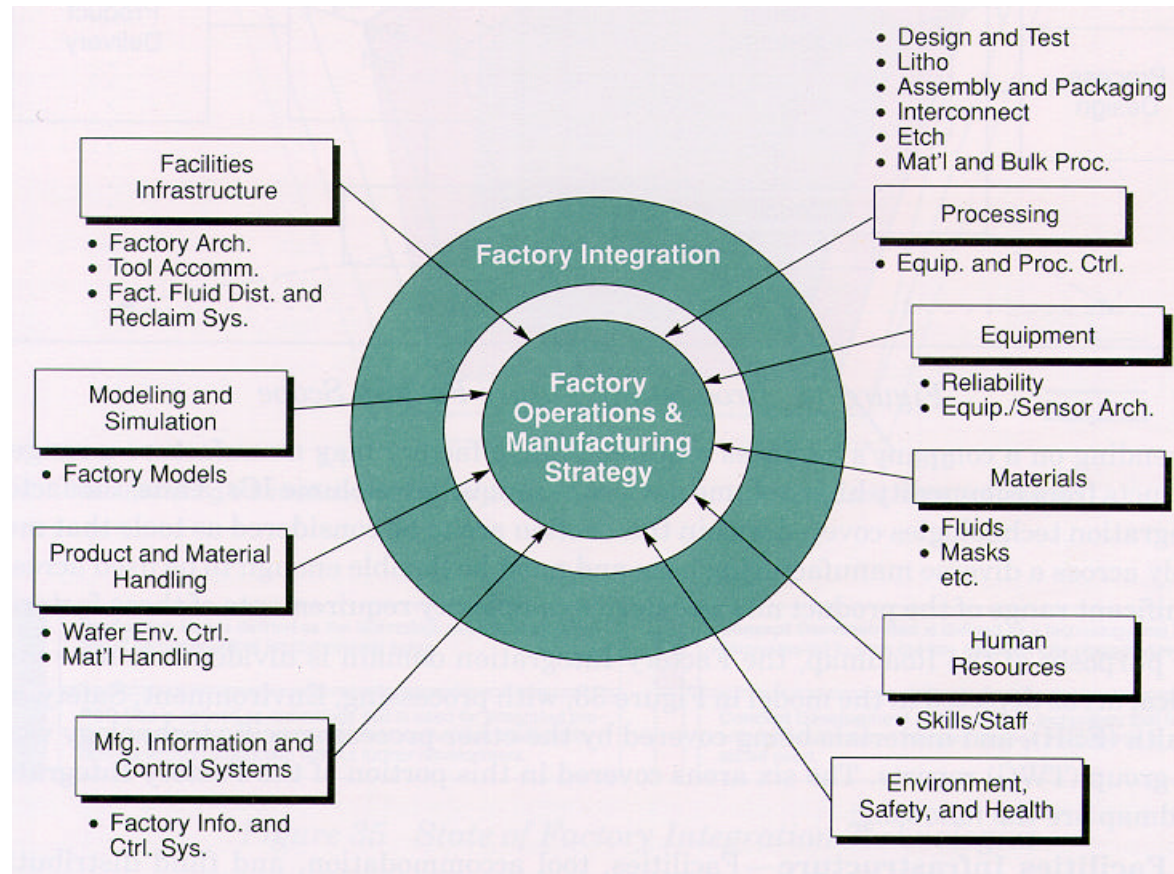 • Design and Test
• Litho
• Assembly and Packaging
• Interconnect
• Etch
• Mat'l and Bulk Proc.
Facilities
Infrastructure
• Factory Arch.
• Tool Accomm.
• Fact. Fluid Dist. and
Reclaim Sys.
Processing
• Equip. and Proc. Ctrl.
Factory Integration
Equipment
• Reliability
• Equip./Sensor Arch.
Modeling and
Simulation
• Factory Models
Factory
Operations &
Manufacturing
Strategy
Materials
• Fluids
• Masks
etc.
Product and Material
Handling
• Wafer Env. Ctrl.
• Mat'l Handling
Human
Resources
• Skills/Staff
Mfg. Information and
Control Systems
• Factory Info. and
Ctrl. Sys.
Environment,
Safety, and Health